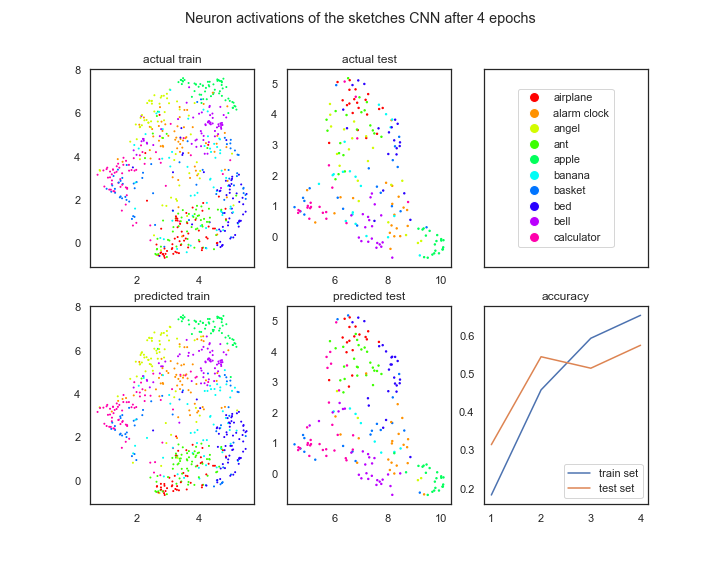 Neuron activations of the sketches CNN after 4 epochs
actual train
actual test
8
6
4
2
0
2 4
5
4
3
2
1
0
6 8 10
airplane
alarm clock
angel
ant
apple
banana
basket
bed
bell
calculator
predicted train
predicted test
accuracy
8
6
4
2
0
2 4
5
4
3
2
1
0
6 8 10
0.6
0.5
0.4
0.3
0.2
train set
test set
1 2 3 4